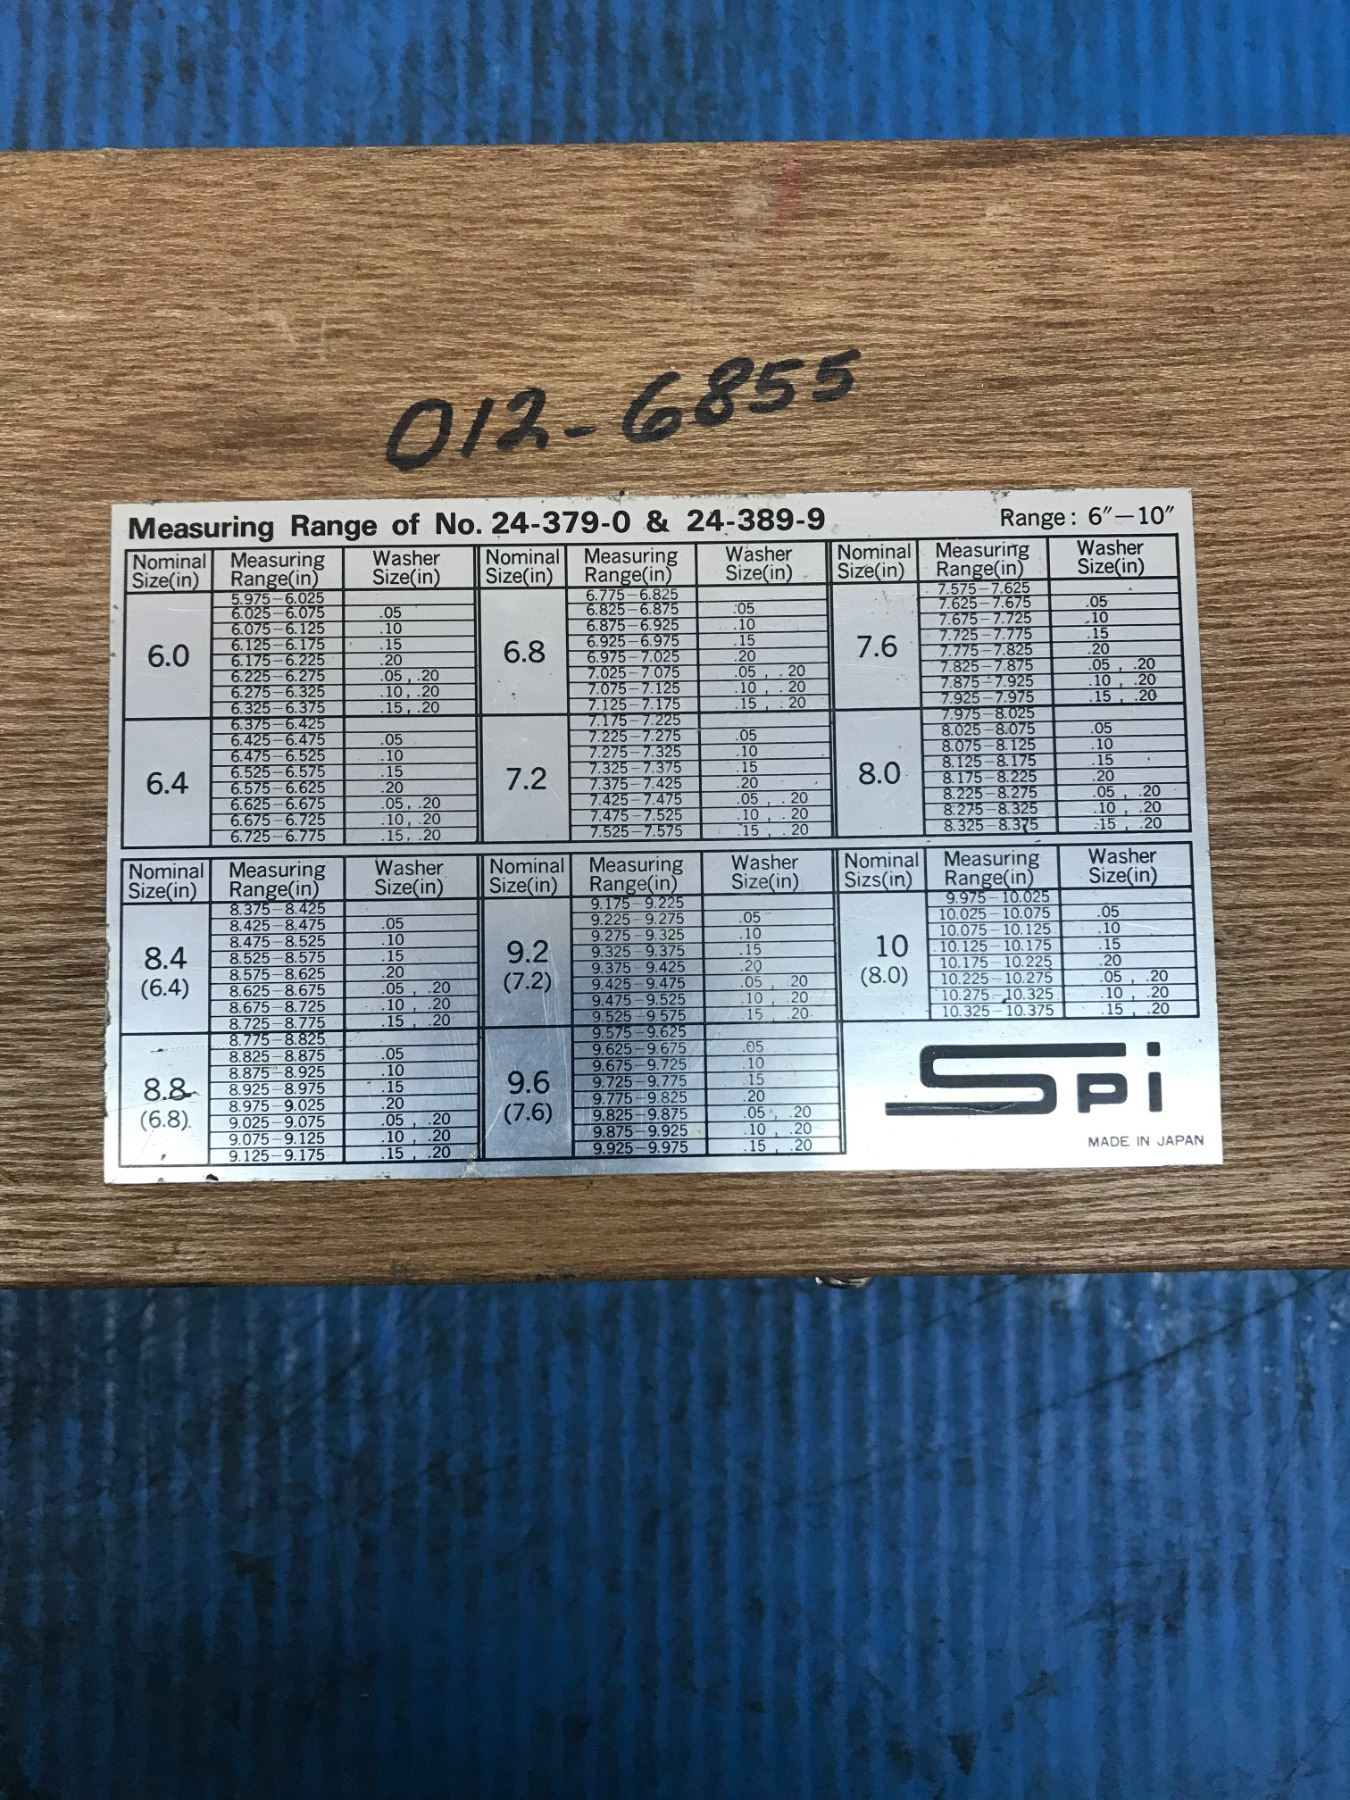 012-6855
Measuring Range of No. 24-379-0 & 24-389-9 Range: 6″—10″
Nominal Size(in) Measuring Range(in) Washer Size(in)
6.0
5.975—6.025
6.025—6.075 .05
6.075—6.125 .10
6.125—6.175 .15
6.175—6.225 .20
6.225—6.275 .05, .20
6.275—6.325 .10, .20
6.325—6.375 .15, .20
6.4
6.375—6.425
6.425—6.475 .05
6.475—6.525 .10
6.525—6.575 .15
6.575—6.625 .20
6.625—6.675 .05, .20
6.675—6.725 .10, .20
6.725—6.775 .15, .20
Nominal Size(in) Measuring Range(in) Washer Size(in)
6.8
6.775—6.825
6.825—6.875 .05
6.875—6.925 .10
6.925—6.975 .15
6.975—7.025 .20
7.025—7.075 .05, .20
7.075—7.125 .10, .20
7.125—7.175 .15, .20
7.2
7.175—7.225
7.225—7.275 .05
7.275—7.325 .10
7.325—7.375 .15
7.375—7.425 .20
7.425—7.475 .05, .20
7.475—7.525 .10, .20
7.525—7.575 .15, .20
Nominal Size(in) Measuring Range(in) Washer Size(in)
7.6
7.575—7.625
7.625—7.675 .05
7.675—7.725 .10
7.725—7.775 .15
7.775—7.825 .20
7.825—7.875 .05, .20
7.875—7.925 .10, .20
7.925—7.975 .15, .20
8.0
7.975—8.025
8.025—8.075 .05
8.075—8.125 .10
8.125—8.175 .15
8.175—8.225 .20
8.225—8.275 .05, .20
8.275—8.325 .10, .20
8.325—8.375 .15, .20
Nominal Size(in) Measuring Range(in) Washer Size(in)
8.4
(6.4)
8.375—8.425
8.425—8.475 .05
8.475—8.525 .10
8.525—8.575 .15
8.575—8.625 .20
8.625—8.675 .05, .20
8.675—8.725 .10, .20
8.725—8.775 .15, .20
8.8
(6.8)
8.775—8.825
8.825—8.875 .05
8.875—8.925 .10
8.925—8.975 .15
8.975—9.025 .20
9.025—9.075 .05, .20
9.075—9.125 .10, .20
9.125—9.175 .15, .20
Nominal Size(in) Measuring Range(in) Washer Size(in)
9.2
(7.2)
9.175—9.225
9.225—9.275 .05
9.275—9.325 .10
9.325—9.375 .15
9.375—9.425 .20
9.425—9.475 .05, .20
9.475—9.525 .10, .20
9.525—9.575 .15, .20
9.6
(7.6)
9.575—9.625
9.625—9.675 .05
9.675—9.725 .10
9.725—9.775 .15
9.775—9.825 .20
9.825—9.875 .05, .20
9.875—9.925 .10, .20
9.925—9.975 .15, .20
Nominal Sizs(in) Measuring Range(in) Washer Size(in)
10
(8.0)
9.975—10.025
10.025—10.075 .05
10.075—10.125 .10
10.125—10.175 .15
10.175—10.225 .20
10.225—10.275 .05, .20
10.275—10.325 .10, .20
10.325—10.375 .15, .20
SPi
MADE IN JAPAN